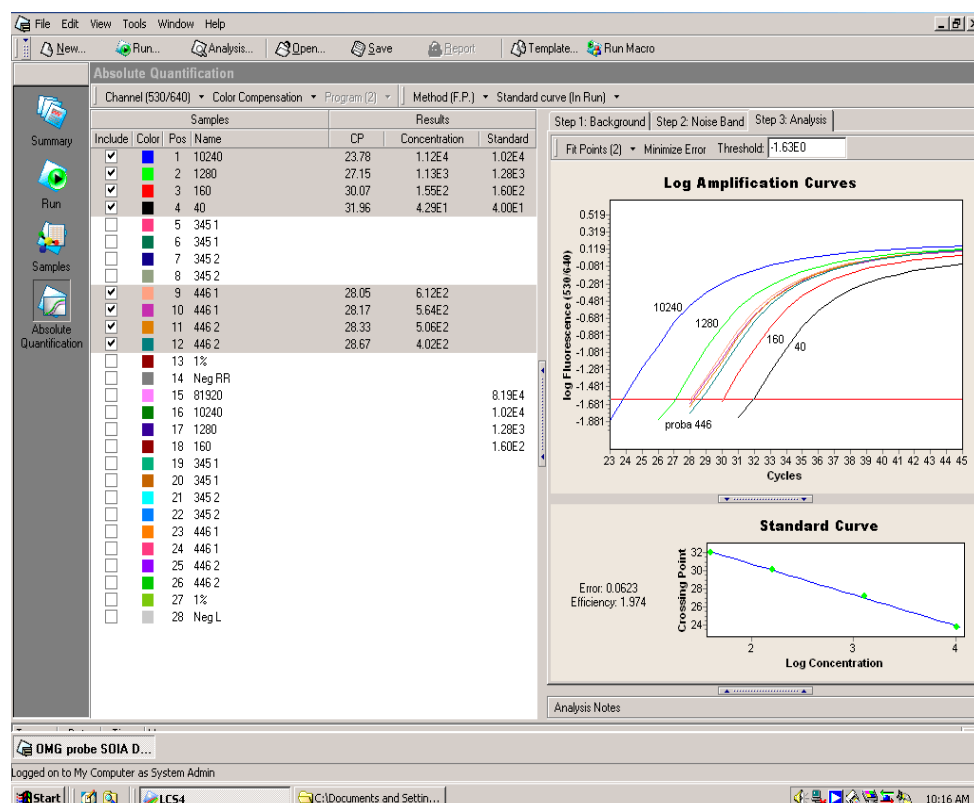 File Edit View Tools Window Help
New... Run... Analysis... Open... Save Report Template... Run Macro
Absolute Quantification
Channel (530/640) Color Compensation Program (2) Method (F.P.) Standard curve (In Run)
Summary
Run
Samples
Absolute
Quantification
Samples Results
Include Color Pos Name CP Concentration Standard
1 10240 23.78 1.12E4 1.02E4
2 1280 27.15 1.13E3 1.28E3
3 160 30.07 1.55E2 1.60E2
4 40 31.96 4.29E1 4.00E1
5 345 1
6 345 1
7 345 2
8 345 2
9 446 1 28.05 6.12E2
10 446 1 28.17 5.64E2
11 446 2 28.33 5.06E2
12 446 2 28.67 4.02E2
13 1%
14 Neg RR
15 81920 8.19E4
16 10240 1.02E4
17 1280 1.28E3
18 160 1.60E2
19 345 1
20 345 1
21 345 2
22 345 2
23 446 1
24 446 1
25 446 2
26 446 2
27 1%
28 Neg L
Step 1: Background Step 2: Noise Band Step 3: Analysis
Fit Points (2) Minimize Error Threshold: -1.63E0
Log Amplification Curves
log Fluorescence (530/640)
0.519
0.319
0.119
-0.081
-0.281
-0.481
-0.681
-0.881
-1.081
-1.281
-1.481
-1.681
-1.881
10240
1280
160
40
proba 446
23 24 25 26 27 28 29 30 31 32 33 34 35 36 37 38 39 40 41 42 43 44 45
Cycles
Standard Curve
Error: 0.0623
Efficiency: 1.974
Crossing Point
32
30
28
26
24
2 3 4
Log Concentration
Analysis Notes
OMG probe SOIA D...
Logged on to My Computer as System Admin
Start LCS4 C:\Documents and Settin... 10:16 AM